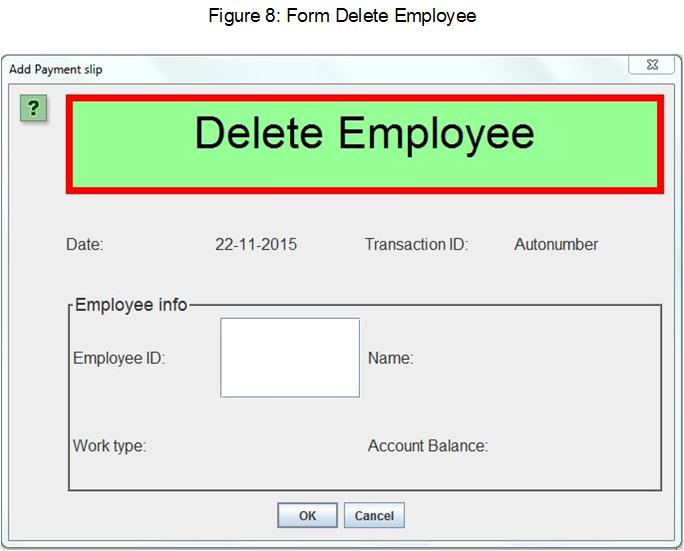 Figure 8: Form Delete Employee
Add Payment slip
?
Delete Employee
Date: 22-11-2015 Transaction ID: Autonumber
Employee info
Employee ID: Name:
Work type: Account Balance:
OK Cancel